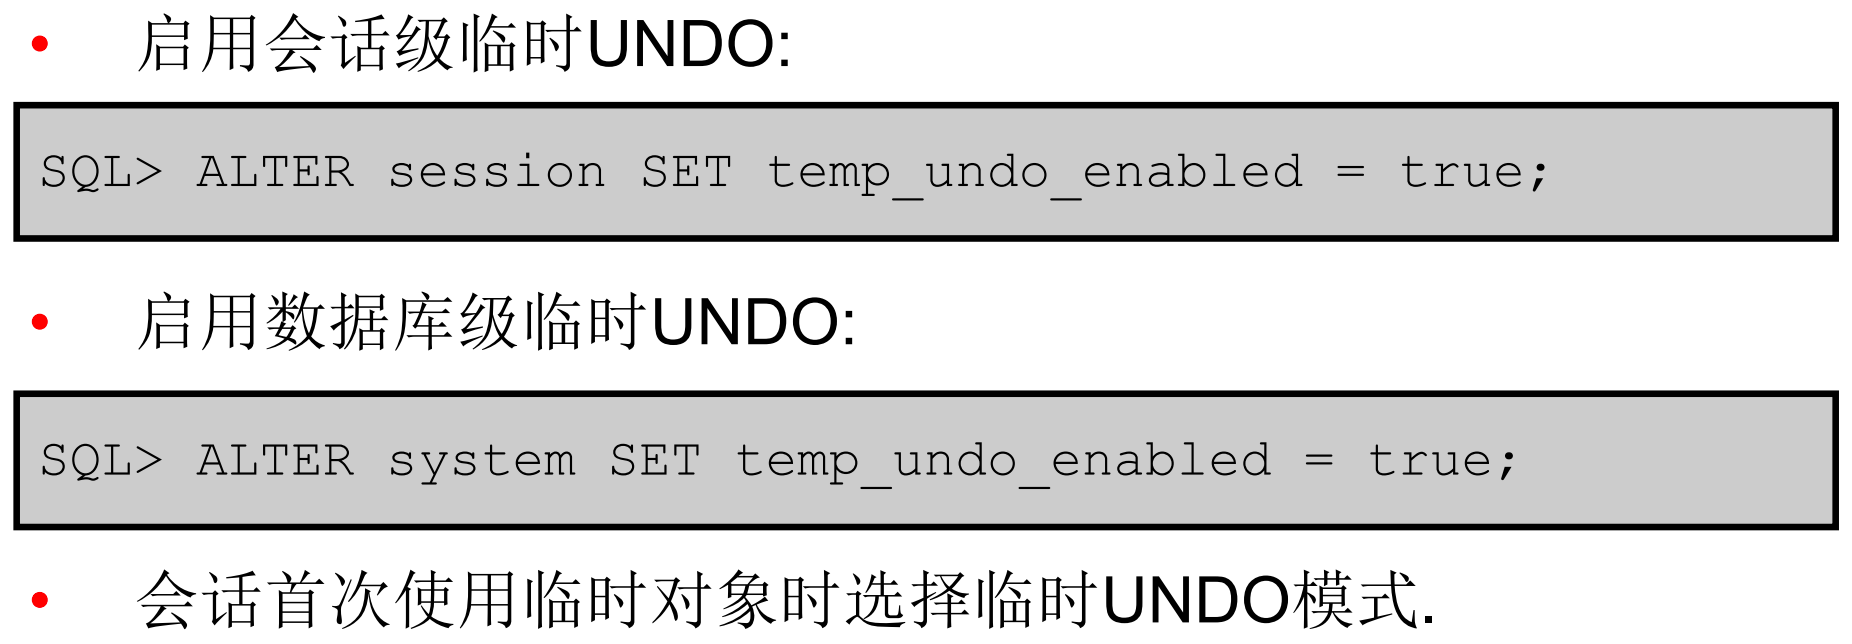 • 启用会话级临时UNDO:
SQL> ALTER session SET temp_undo_enabled = true;
• 启用数据库级临时UNDO:
SQL> ALTER system SET temp_undo_enabled = true;
• 会话首次使用临时对象时选择临时UNDO模式.